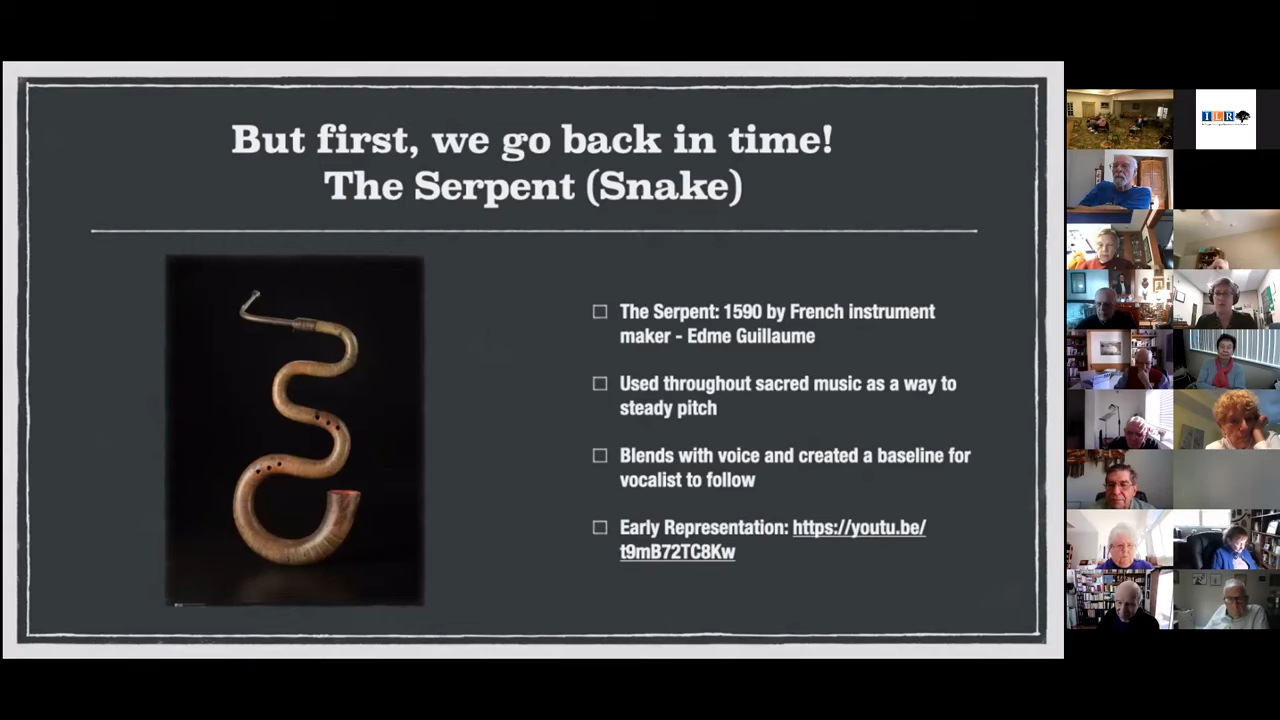 But first, we go back in time!
The Serpent (Snake)
The Serpent: 1590 by French instrument
maker - Edme Guillaume
Used throughout sacred music as a way to
steady pitch
Blends with voice and created a baseline for
vocalist to follow
Early Representation: https://youtu.be/
t9mB72TC8Kw
ILR